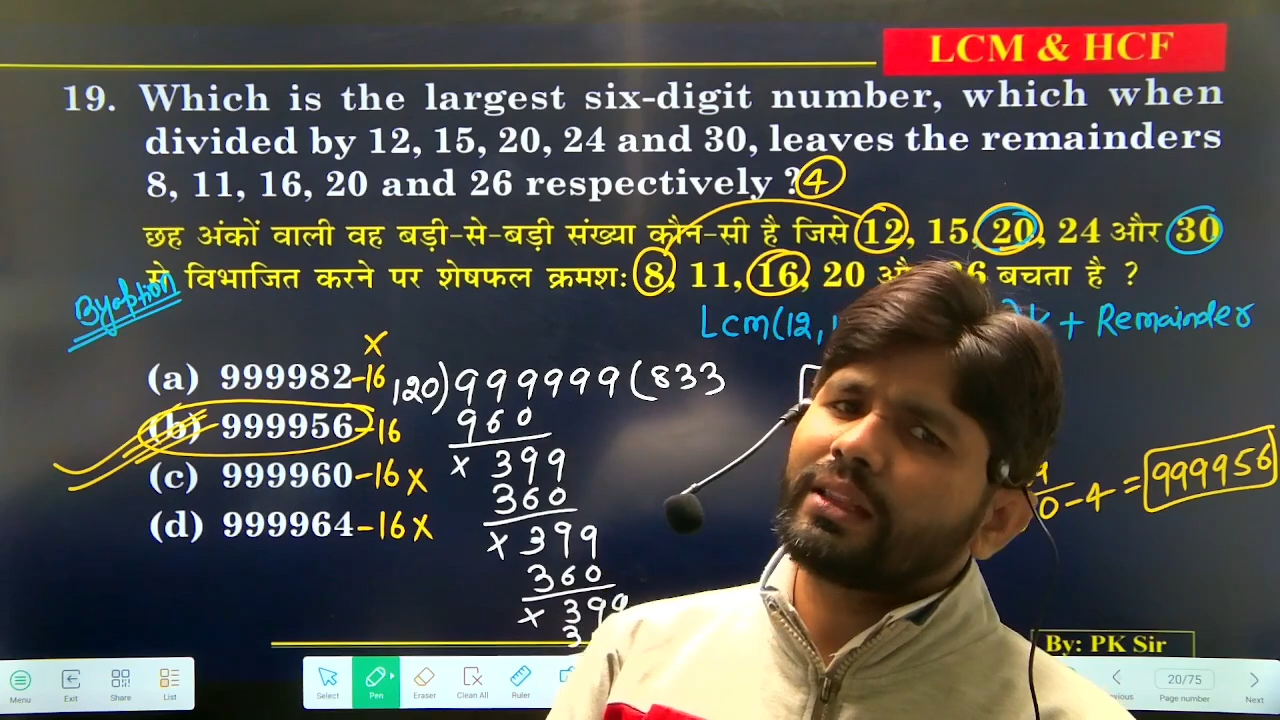 LCM & HCF
19. Which is the largest six-digit number, which when
divided by 12, 15, 20, 24 and 30, leaves the remainders
8, 11, 16, 20 and 26 respectively ? 4
छह अंकों वाली वह बड़ी-से-बड़ी संख्या कौन-सी है जिसे 12, 15, 20, 24 और 30
से विभाजित करने पर शेषफल क्रमश: 8, 11, 16, 20 बचता है ?
By option
Lcm(12, + Remainder
x
(a) 999982 -16
(b) 999956 -16
(c) 999960 -16 x
(d) 999964 -16 x
120)999999(833
960
x 399
360
x 399
360
x 399
3
0-4 = 999956
By: PK Sir
Menu
Exit
Share
List
Select
Pen
Eraser
Clean All
Ruler
20/75
Page number
Next